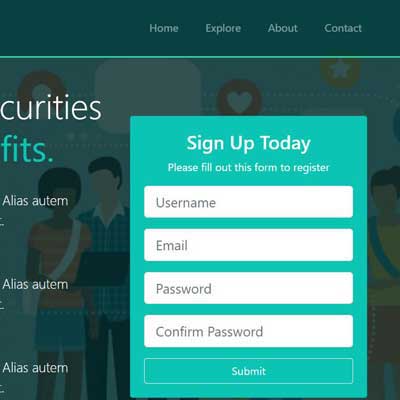 Home Explore About Contact
curities
fits.
Alias autem
Alias autem
Alias autem
Sign Up Today
Please fill out this form to register
Username
Email
Password
Confirm Password
Submit